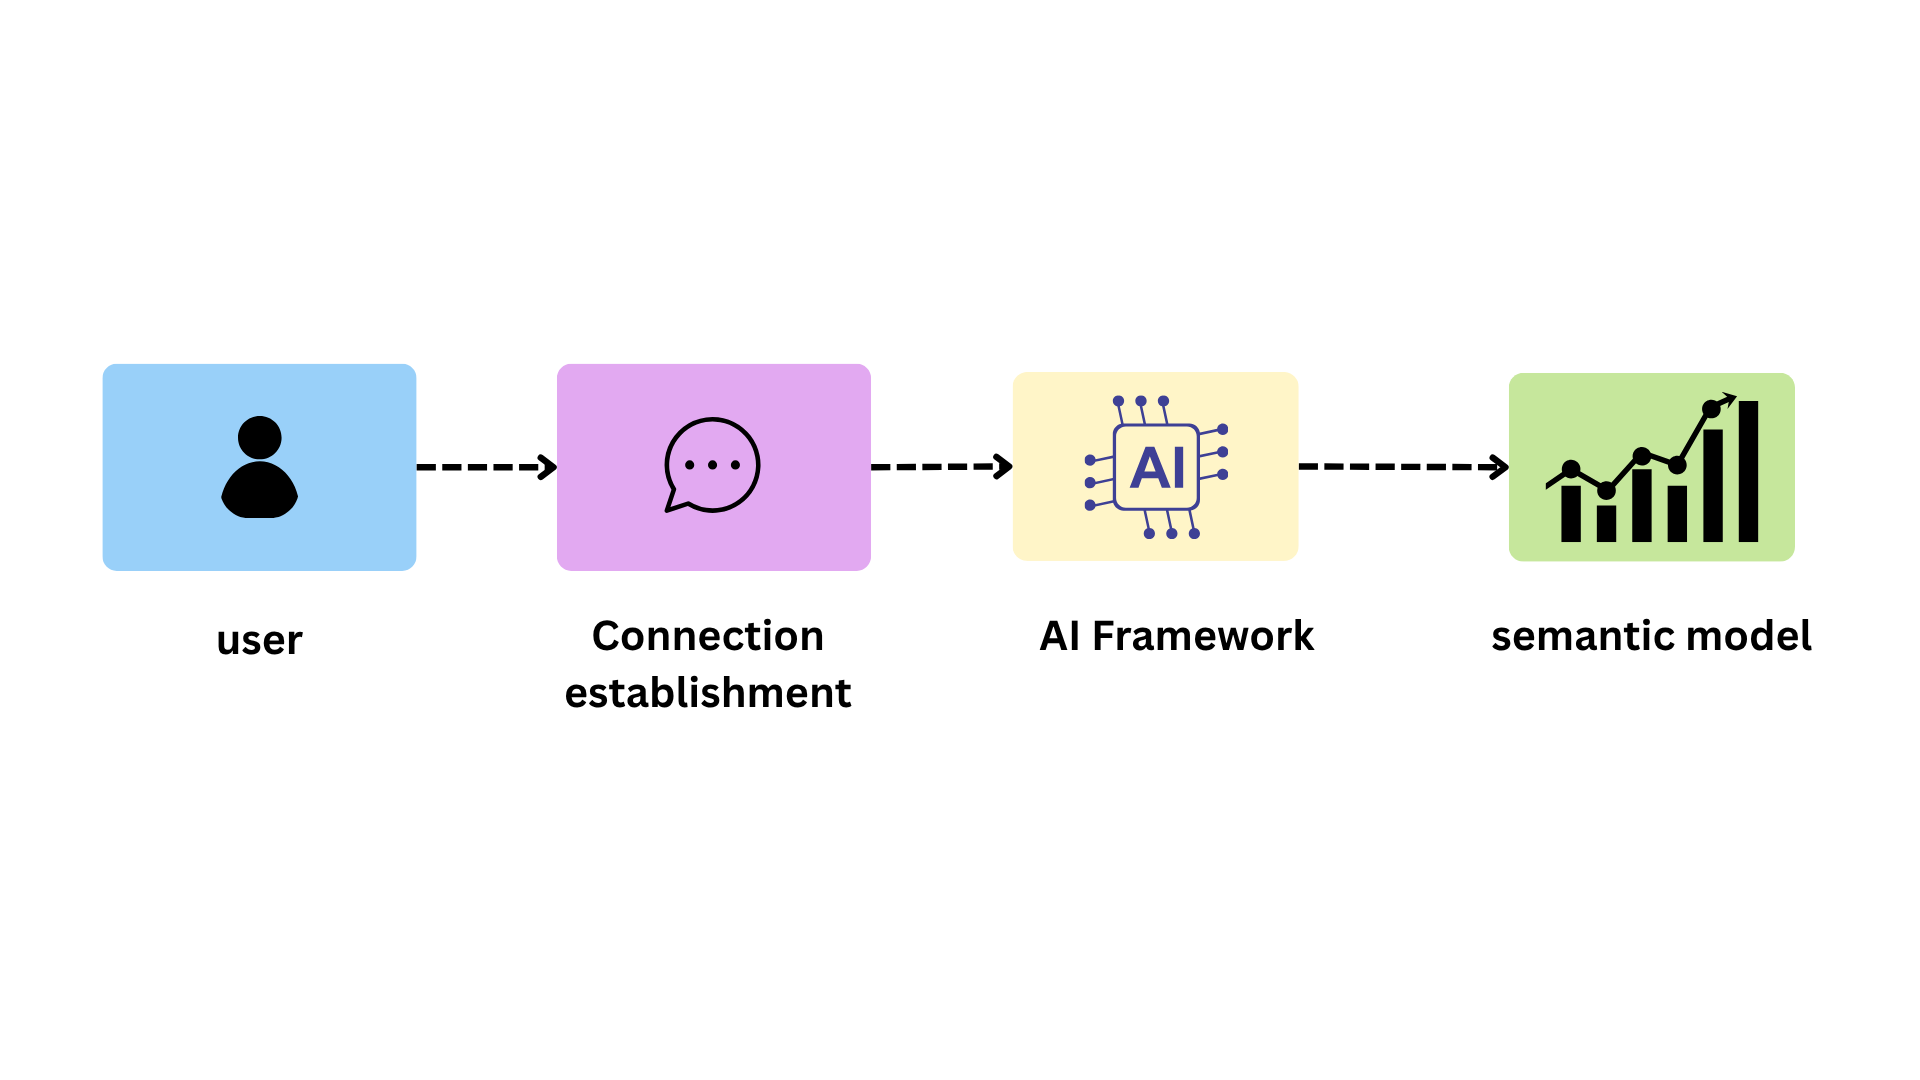 AI
user
Connection
establishment
AI Framework
semantic model